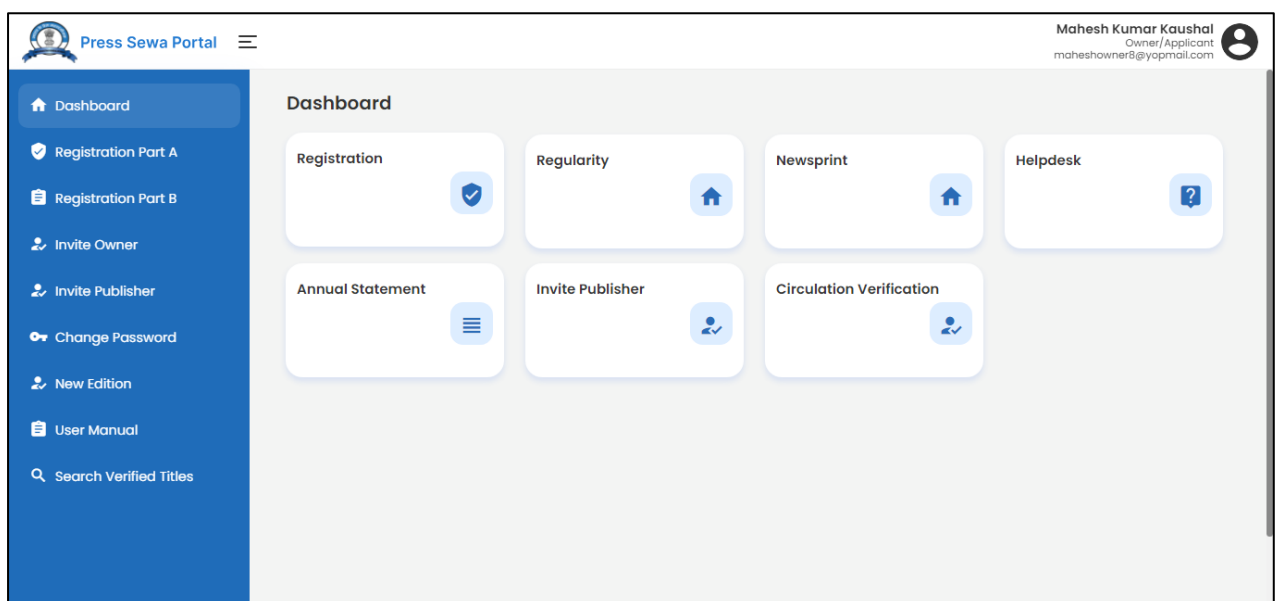 Press Sewa Portal
Mahesh Kumar Kaushal
Owner/Applicant
maheshowner8@yopmail.com
Dashboard
Registration Part A
Registration Part B
Invite Owner
Invite Publisher
Change Password
New Edition
User Manual
Search Verified Titles
Dashboard
Registration
Regularity
Newsprint
Helpdesk
Annual Statement
Invite Publisher
Circulation Verification